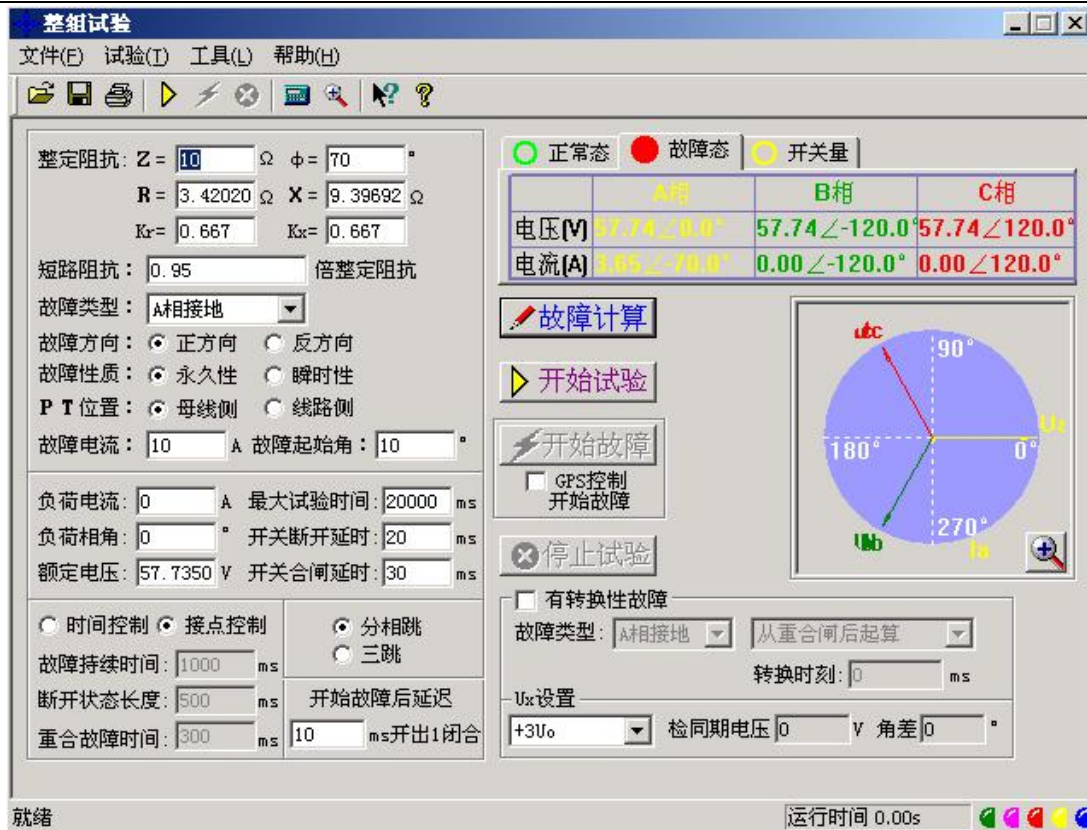 整组试验
文件(F) 试验(T) 工具(L) 帮助(H)
整定阻抗: Z= 10 Ω φ= 70 °
R= 3.42020 Ω X= 9.39692 Ω
Kr= 0.667 Kx= 0.667
短路阻抗: 0.95 倍整定阻抗
故障类型: A相接地
故障方向: 正方向 反方向
故障性质: 永久性 瞬时性
PT位置: 母线侧 线路侧
故障电流: 10 A 故障起始角: 10 °
负荷电流: 0 A 最大试验时间: 20000 ms
负荷相角: 0 ° 开关断开延时: 20 ms
额定电压: 57.7350 V 开关合闸延时: 30 ms
时间控制 接点控制
故障持续时间: 1000 ms
断开状态长度: 500 ms
重合故障时间: 300 ms
分相跳
三跳
开始故障后延迟
10 ms开出1闭合
正常态 故障态 开关量
A相 B相 C相
电压(V) 57.74∠0.0° 57.74∠-120.0° 57.74∠120.0°
电流(A) 3.65∠-70.0° 0.00∠-120.0° 0.00∠120.0°
故障计算
开始试验
开始故障
GPS控制
开始故障
停止试验
90°
180°
0°
270°
Ia
有转换性故障
故障类型: A相接地 从重合闸后起算
转换时刻: 0 ms
Ux设置
+3Uo 检同期电压 0 V 角差 0 °
就绪 运行时间 0.00s